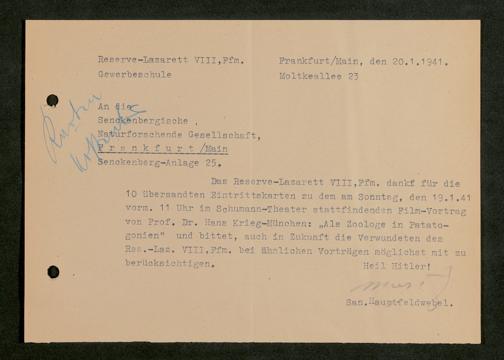 Reserve-Lazarett VIII,Ffm.
Gewerbeschule
Frankfurt/Main, den 20.1.1941.
Moltkeallee 23
An die
Senckenbergische
Naturforschende Gesellschaft,
Frankfurt/Main
Senckenberg-Anlage 25.
Das Reserve-Lazarett VIII,Ffm. dankt für die
10 übersandten Eintrittskarten zu dem am Sonntag, den 19.1.41
vorm. 11 Uhr im Schumann-Theater stattfindenden Film-Vortrag
von Prof. Dr. Hans Krieg-München: „Als Zoologe in Patato-
gonien" und bittet, auch in Zukunft die Verwundeten des
Res.-Laz. VIII,Ffm. bei ähnlichen Vorträgen möglichst mit zu
berücksichtigen.
Heil Hitler!
San.Hauptfeldwebel.